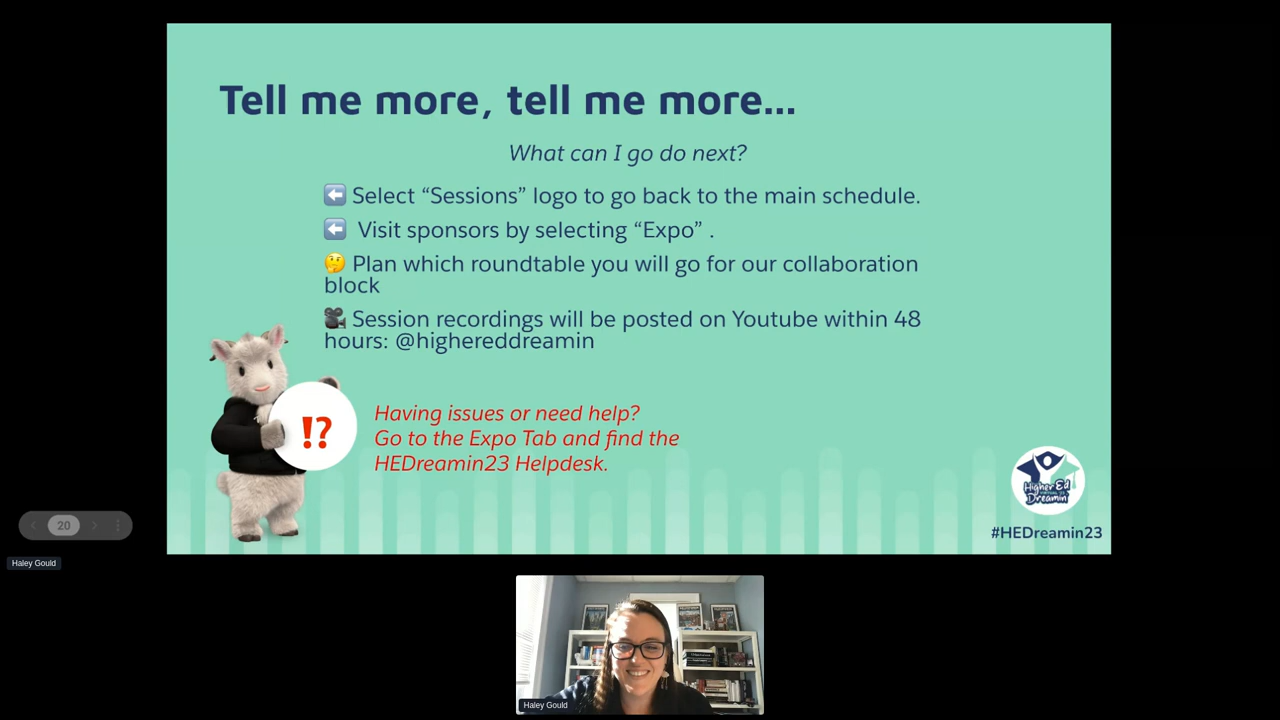 Tell me more, tell me more...
What can I go do next?
⬅️ Select “Sessions” logo to go back to the main schedule.
⬅️ Visit sponsors by selecting “Expo” .
🤔 Plan which roundtable you will go for our collaboration
block
🎥 Session recordings will be posted on Youtube within 48
hours: @highereddreamin
⁉
Having issues or need help?
Go to the Expo Tab and find the
HEDreamin23 Helpdesk.
Higher Ed
Dreamin
#HEDreamin23
20
Haley Gould
Haley Gould